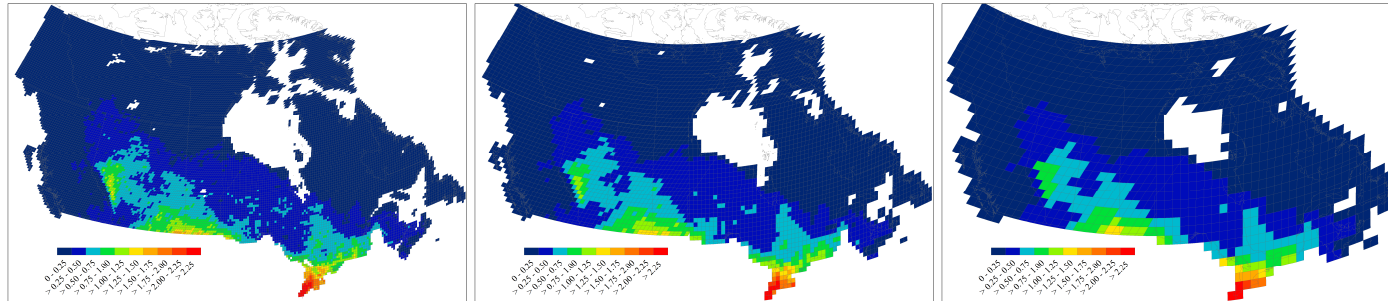 0 - 0.25
> 0.25 - 0.50
> 0.50 - 0.75
> 0.75 - 1.00
> 1.00 - 1.25
> 1.25 - 1.50
> 1.50 - 1.75
> 1.75 - 2.00
> 2.00 - 2.25
> 2.25
0 - 0.25
> 0.25 - 0.50
> 0.50 - 0.75
> 0.75 - 1.00
> 1.00 - 1.25
> 1.25 - 1.50
> 1.50 - 1.75
> 1.75 - 2.00
> 2.00 - 2.25
> 2.25
0 - 0.25
> 0.25 - 0.50
> 0.50 - 0.75
> 0.75 - 1.00
> 1.00 - 1.25
> 1.25 - 1.50
> 1.50 - 1.75
> 1.75 - 2.00
> 2.00 - 2.25
> 2.25